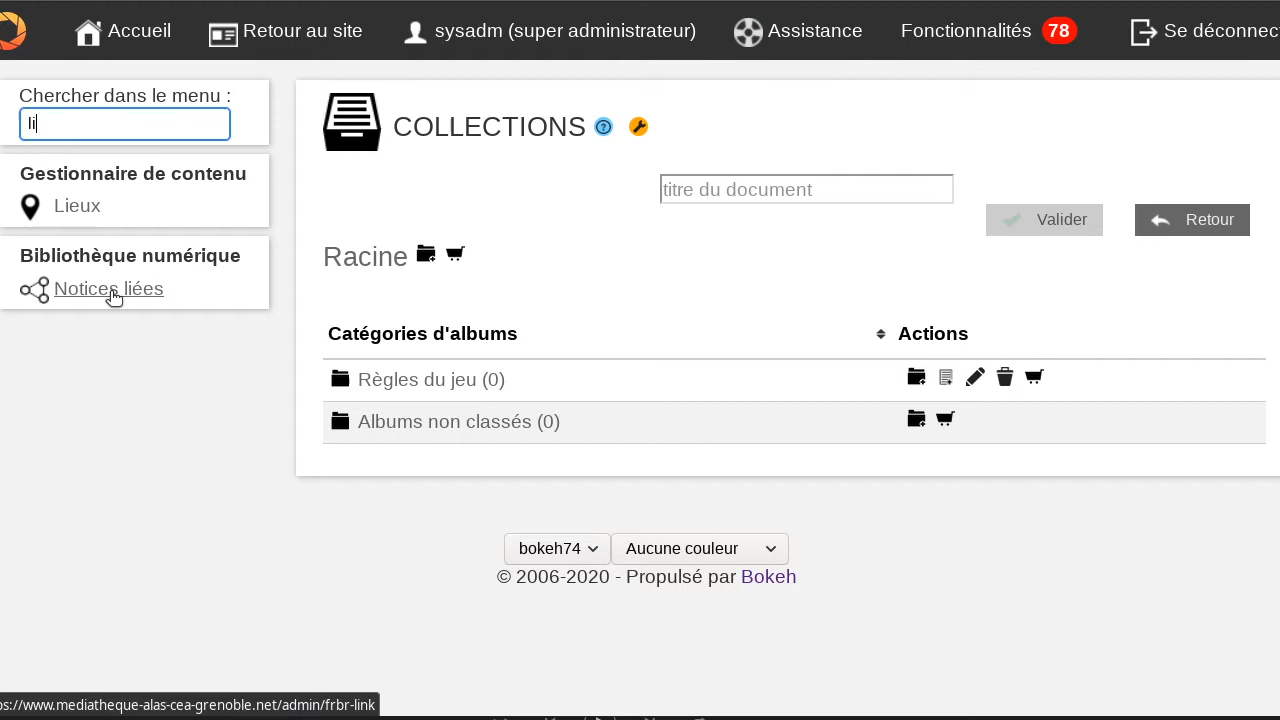 Accueil Retour au site sysadm (super administrateur) Assistance Fonctionnalités 78 Se déconnect
Chercher dans le menu :
li
Gestionnaire de contenu
Lieux
Bibliothèque numérique
Notices liées
COLLECTIONS
titre du document
Valider Retour
Racine
Catégories d'albums Actions
Règles du jeu (0)
Albums non classés (0)
bokeh74 Aucune couleur
© 2006-2020 - Propulsé par Bokeh
ps://www.mediatheque-alas-cea-grenoble.net/admin/frbr-link